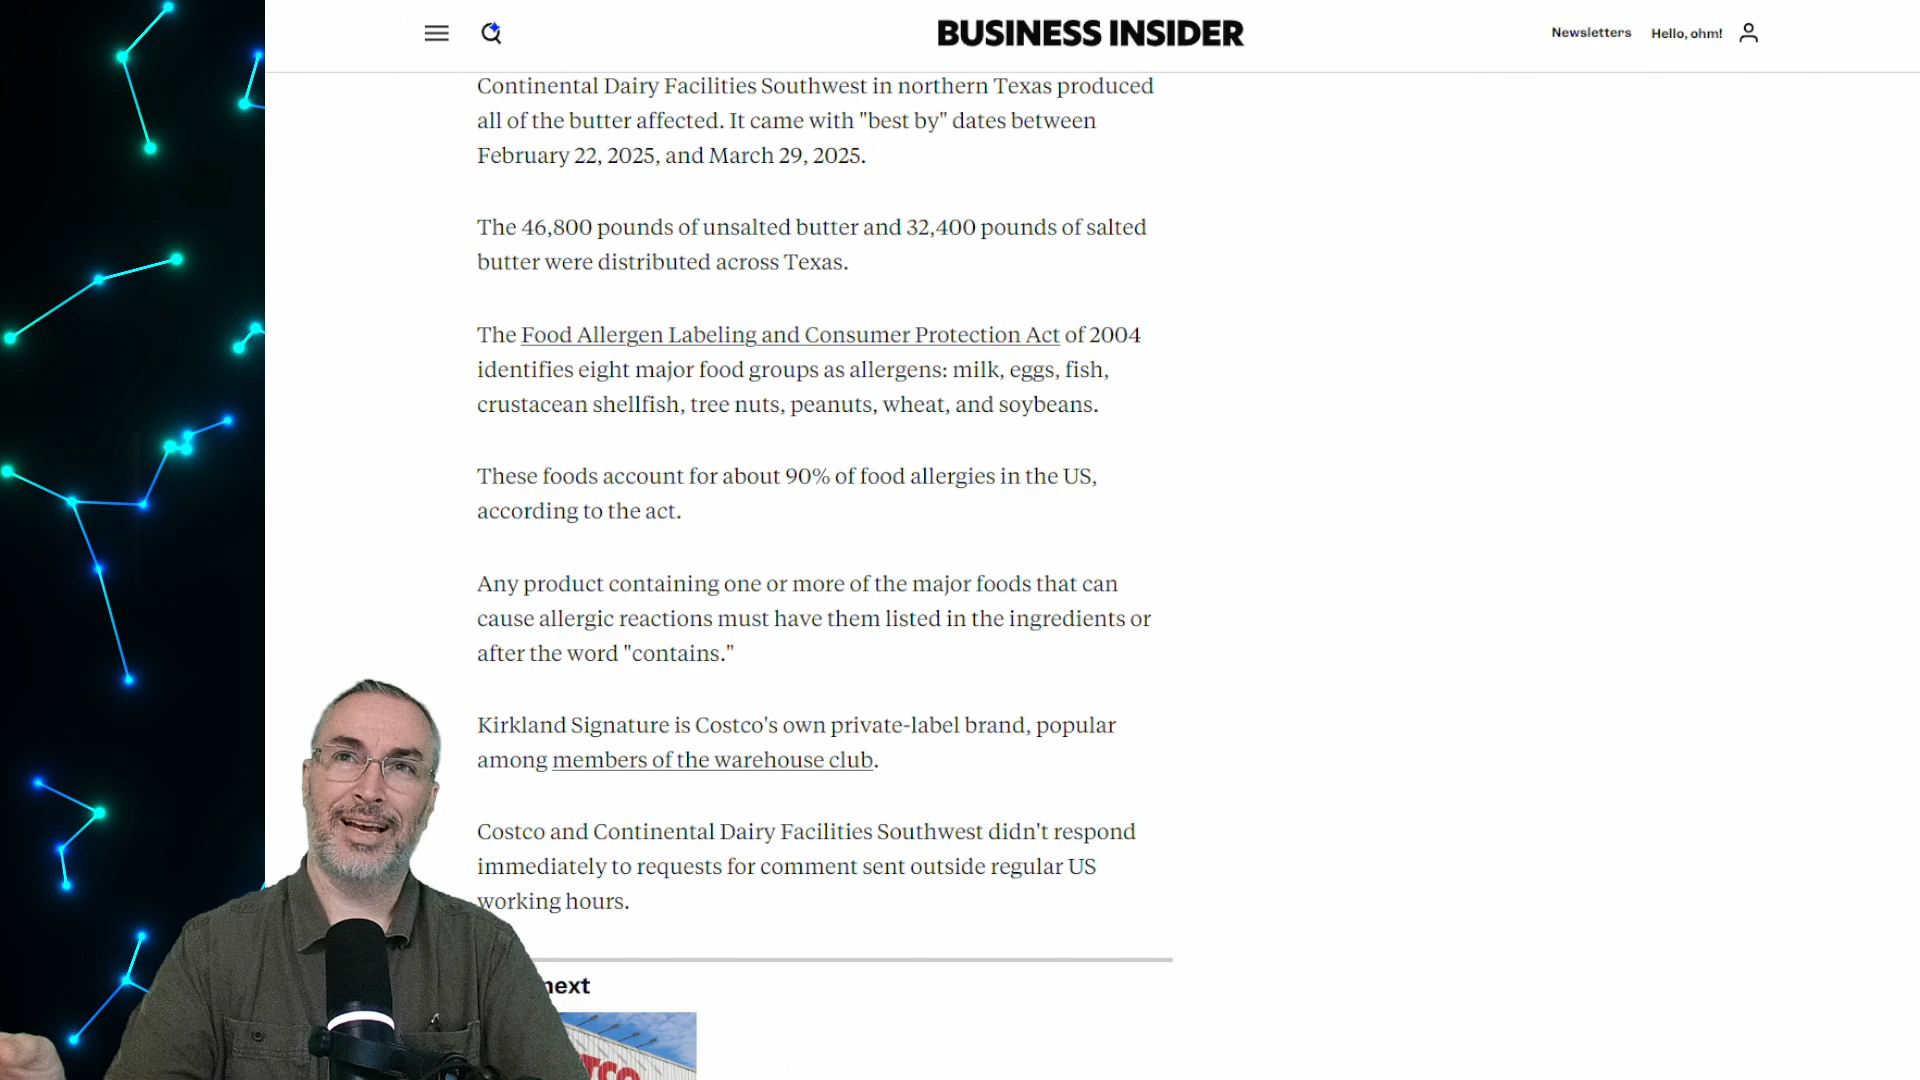 BUSINESS INSIDER
Newsletters
Hello, ohm!
Continental Dairy Facilities Southwest in northern Texas produced
all of the butter affected. It came with "best by" dates between
February 22, 2025, and March 29, 2025.
The 46,800 pounds of unsalted butter and 32,400 pounds of salted
butter were distributed across Texas.
The Food Allergen Labeling and Consumer Protection Act of 2004
identifies eight major food groups as allergens: milk, eggs, fish,
crustacean shellfish, tree nuts, peanuts, wheat, and soybeans.
These foods account for about 90% of food allergies in the US,
according to the act.
Any product containing one or more of the major foods that can
cause allergic reactions must have them listed in the ingredients or
after the word "contains."
Kirkland Signature is Costco's own private-label brand, popular
among members of the warehouse club.
Costco and Continental Dairy Facilities Southwest didn't respond
immediately to requests for comment sent outside regular US
working hours.
next
TCO